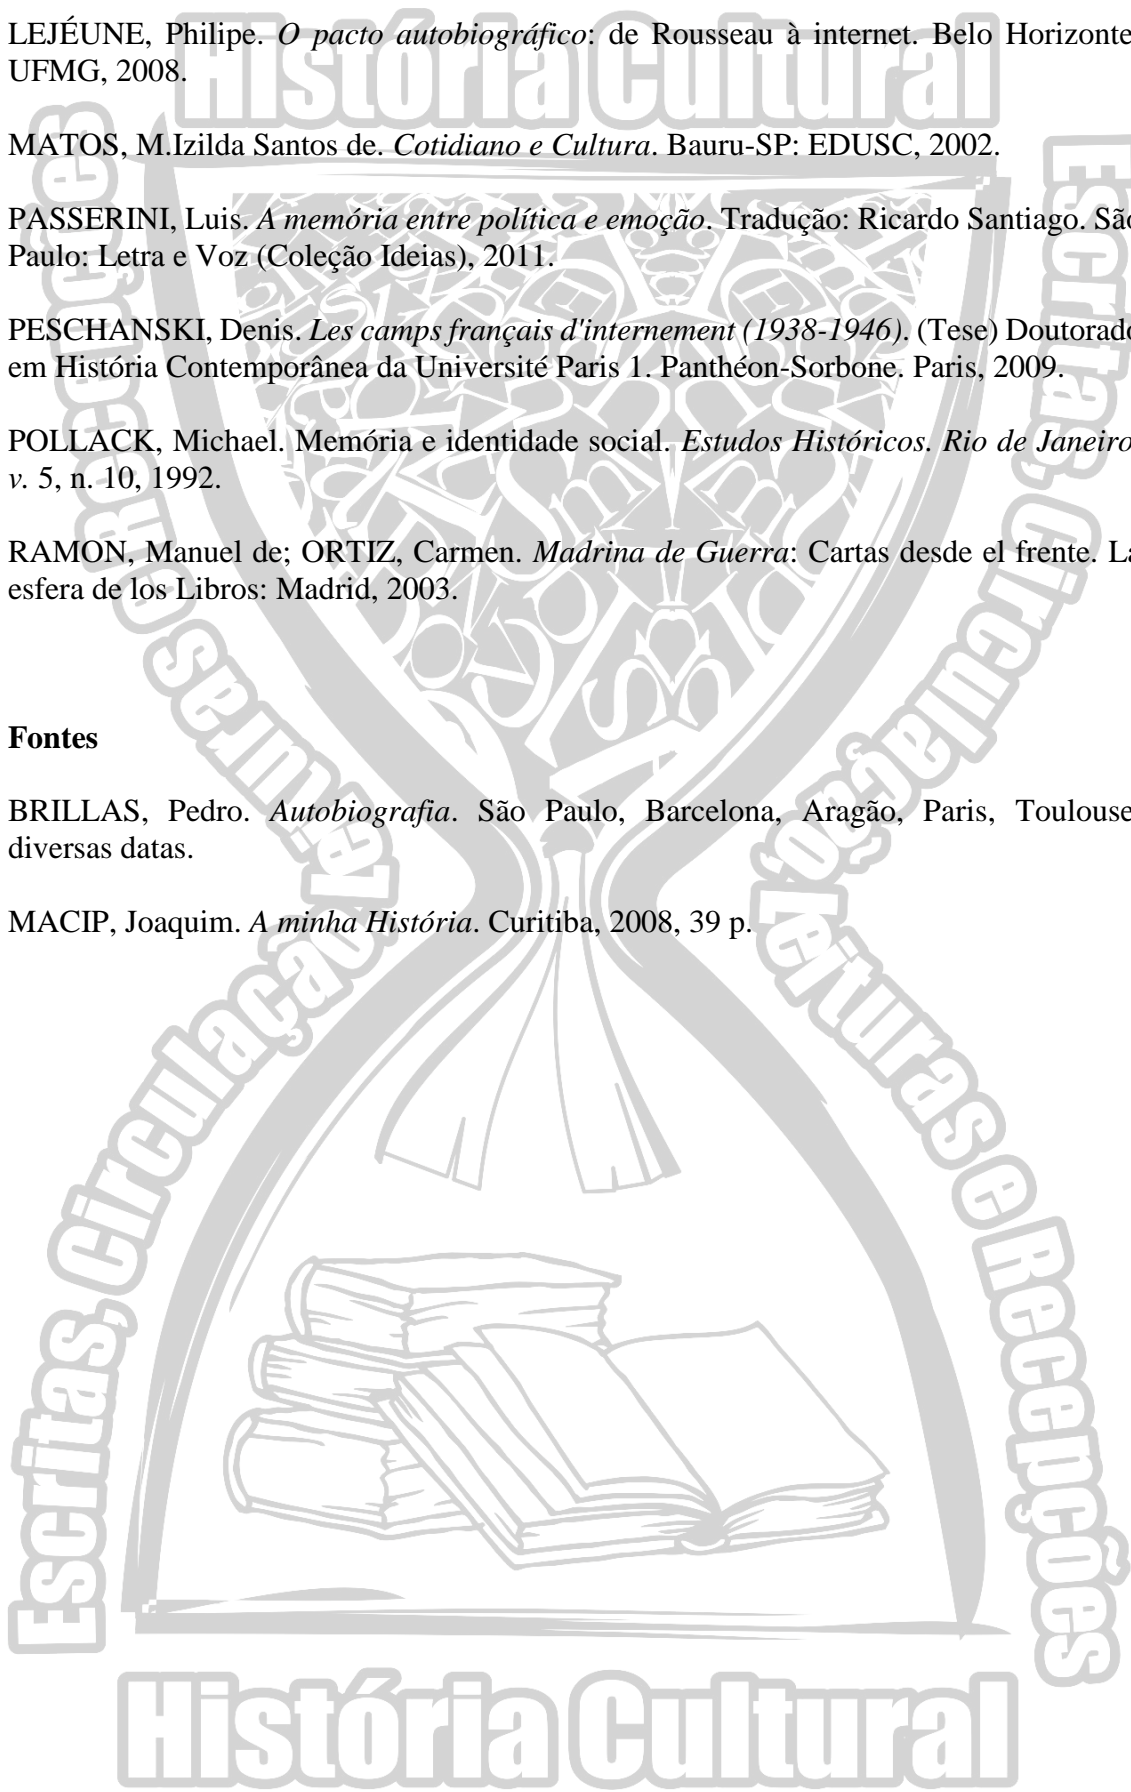 História Cultural
LEJÉUNE, Philipe. O pacto autobiográfico: de Rousseau à internet. Belo Horizonte
UFMG, 2008.
MATOS, M.Izilda Santos de. Cotidiano e Cultura. Bauru-SP: EDUSC, 2002.
PASSERINI, Luis. A memória entre política e emoção. Tradução: Ricardo Santiago. São
Paulo: Letra e Voz (Coleção Ideias), 2011.
PESCHANSKI, Denis. Les camps français d'internement (1938-1946). (Tese) Doutorado
em História Contemporânea da Université Paris 1. Panthéon-Sorbone. Paris, 2009.
POLLACK, Michael. Memória e identidade social. Estudos Históricos. Rio de Janeiro
v. 5, n. 10, 1992.
RAMON, Manuel de; ORTIZ, Carmen. Madrina de Guerra: Cartas desde el frente. La
esfera de los Libros: Madrid, 2003.
Fontes
BRILLAS, Pedro. Autobiografia. São Paulo, Barcelona, Aragão, Paris, Toulouse
diversas datas.
MACIP, Joaquim. A minha História. Curitiba, 2008, 39 p.
Escritas, Circulação, Leituras e Recepções
Escritas, Circulação, Leituras e Recepções
História Cultural